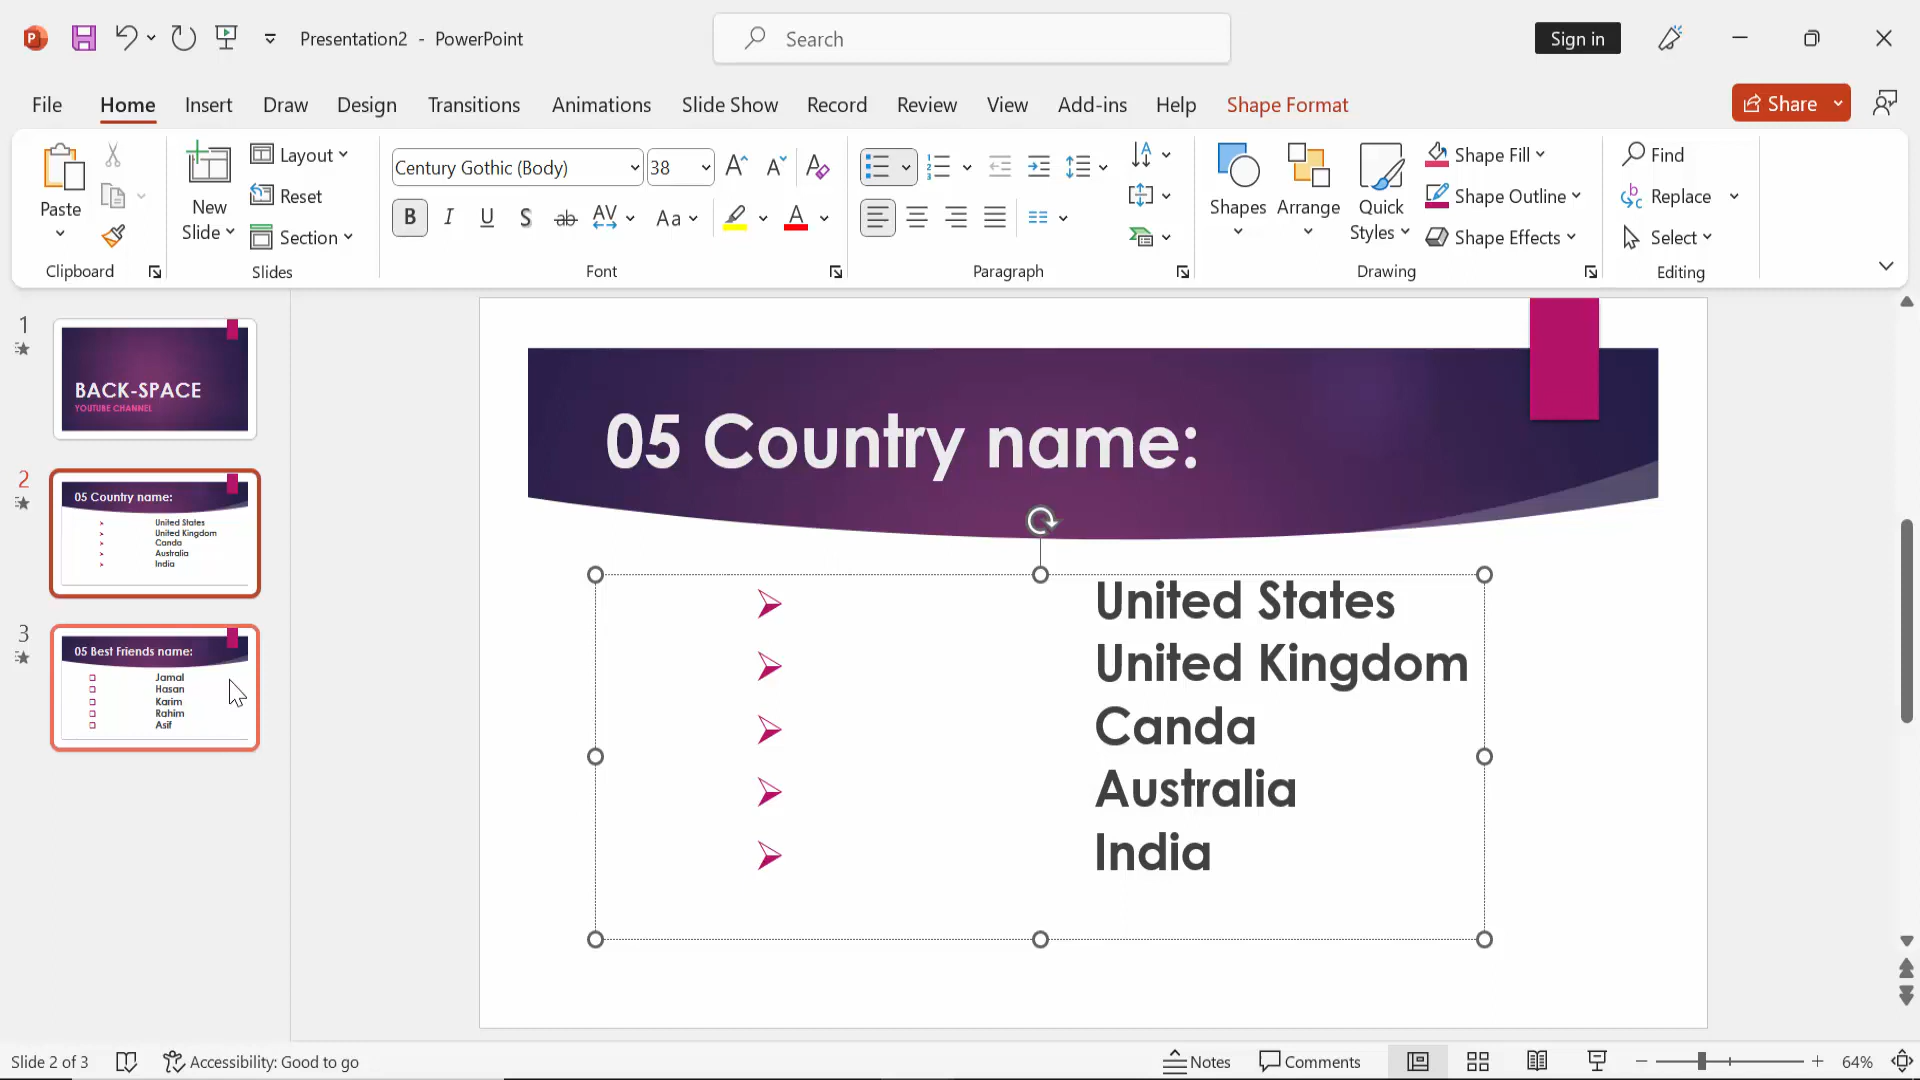 Presentation2 - PowerPoint
Search
Sign in
File Home Insert Draw Design Transitions Animations Slide Show Record Review View Add-ins Help Shape Format
Share
Paste
Clipboard
New
Slide
Layout
Reset
Section
Slides
Century Gothic (Body) 38
B I U S ab AV Aa A
Font
Paragraph
Shapes
Arrange
Quick
Styles
Shape Fill
Shape Outline
Shape Effects
Drawing
Find
Replace
Select
Editing
1
BACK-SPACE
YOUTUBE CHANNEL
2
05 Country name:
United States
United Kingdom
Canda
Australia
India
3
05 Best Friends name:
Jamal
Hasan
Karim
Rahim
Asif
05 Country name:
United States
United Kingdom
Canda
Australia
India
Slide 2 of 3
Accessibility: Good to go
Notes
Comments
64%